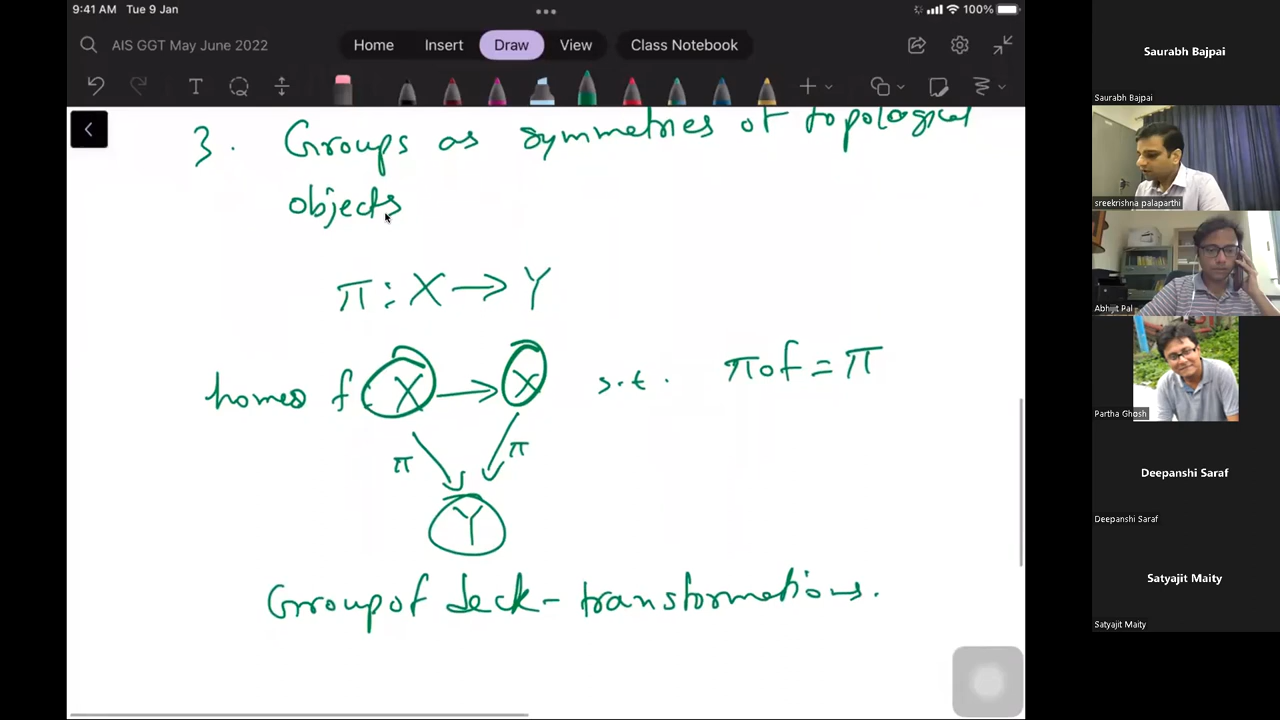 9:41 AM Tue 9 Jan
100%
AIS GGT May June 2022
Home Insert Draw View Class Notebook
3. Groups as symmetries of topological
objects
π : X → Y
homeo f X → X s.t. π o f = π
π π
Y
Group of deck - transformations.
Saurabh Bajpai
Saurabh Bajpai
sreekrishna palaparthi
Abhijit Pal
Partha Ghosh
Deepanshi Saraf
Deepanshi Saraf
Satyajit Maity
Satyajit Maity